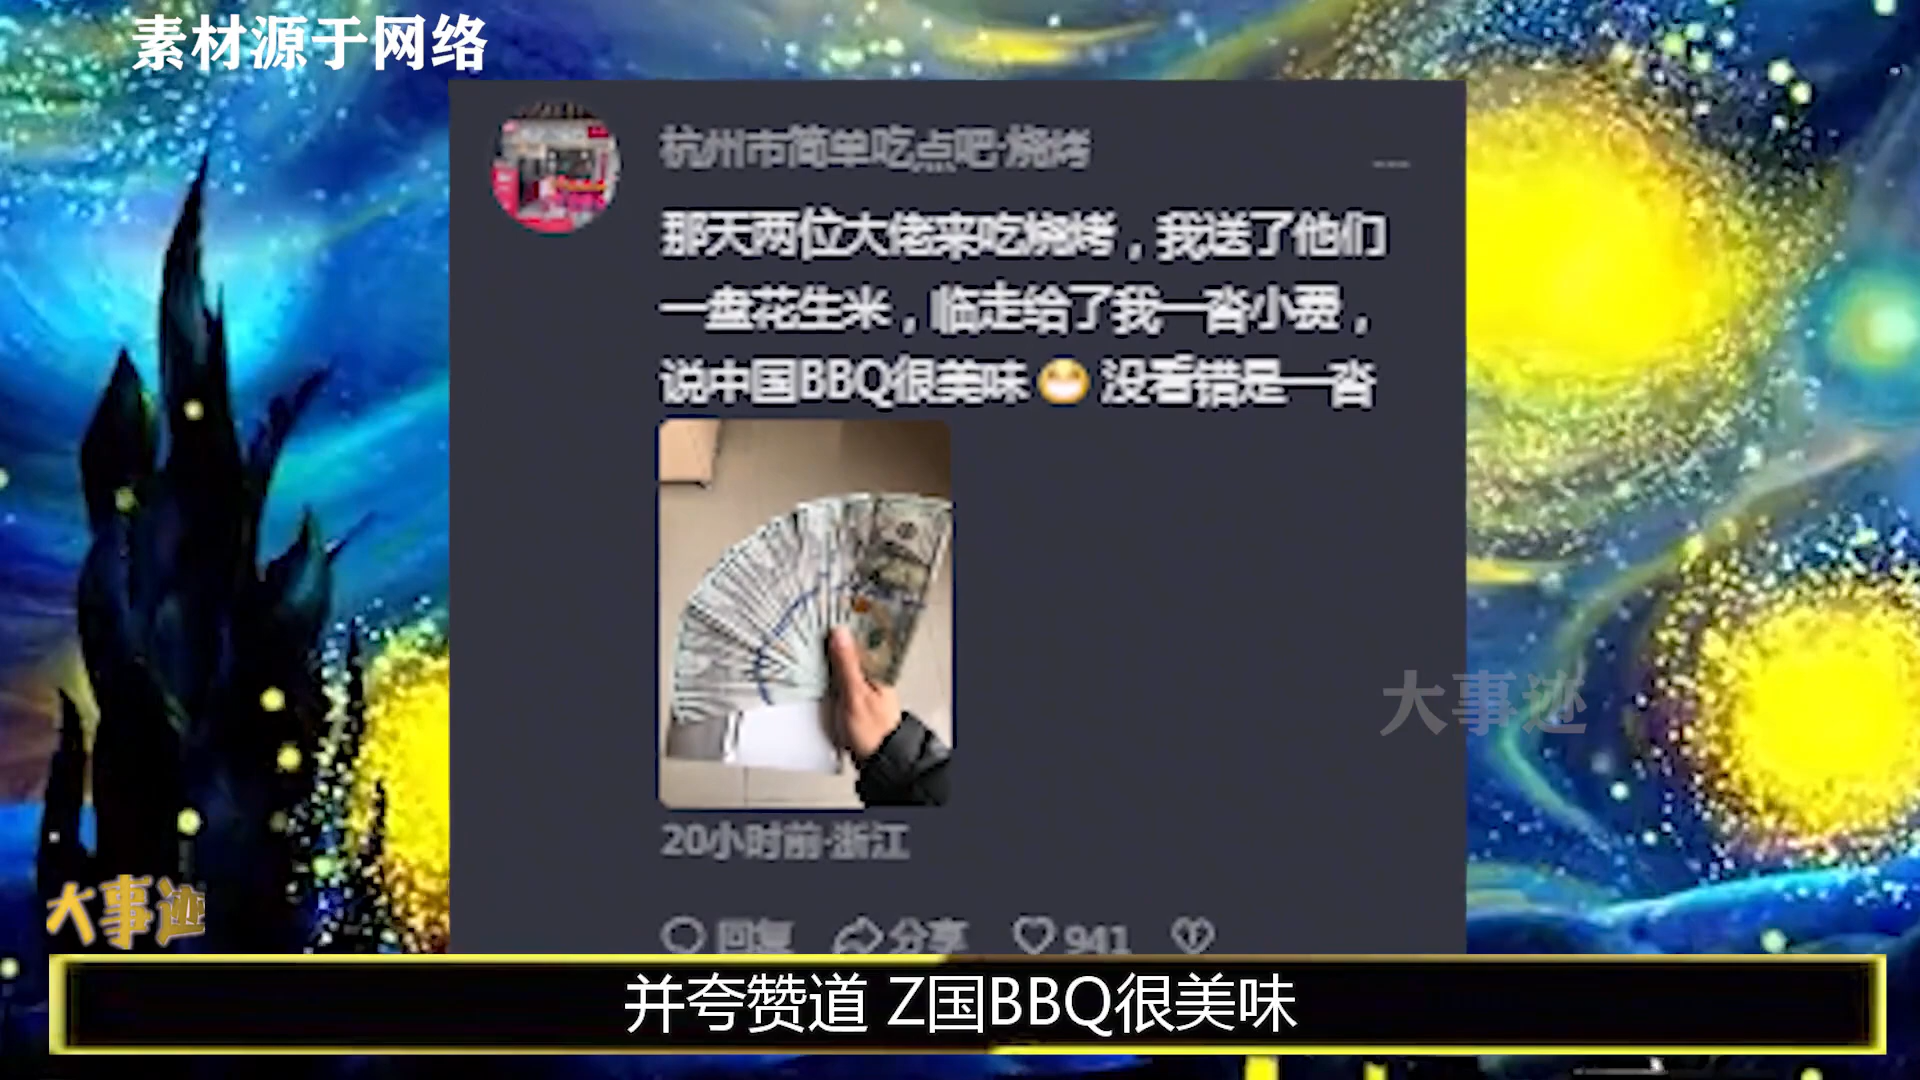 素材源于网络
杭州市简单吃点吧·烧烤
那天两位大佬来吃烧烤，我送了他们
一盘花生米，临走给了我一沓小费，
说中国BBQ很美味😁没看错是一沓
20小时前·浙江
回复 分享 941
大事迹
大事迹
并夸赞道 Z国BBQ很美味